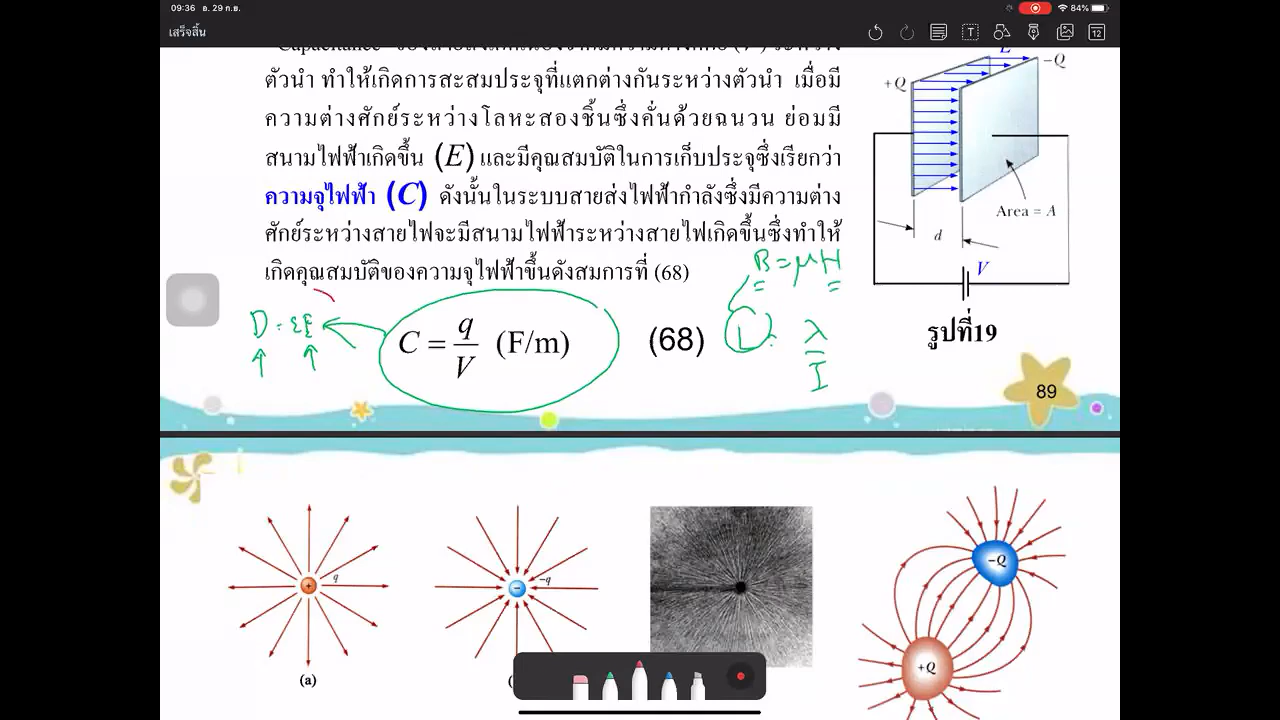 09:36 อ. 29 ก.ย.
84%
เสร็จสิ้น
12
ตัวนำ ทำให้เกิดการสะสมประจุที่แตกต่างกันระหว่างตัวนำ เมื่อมี
ความต่างศักย์ระหว่างโลหะสองชิ้นซึ่งคั่นด้วยฉนวน ย่อมมี
สนามไฟฟ้าเกิดขึ้น (E) และมีคุณสมบัติในการเก็บประจุซึ่งเรียกว่า
ความจุไฟฟ้า (C) ดังนั้นในระบบสายส่งไฟฟ้ากำลังซึ่งมีความต่าง
ศักย์ระหว่างสายไฟจะมีสนามไฟฟ้าระหว่างสายไฟเกิดขึ้นซึ่งทำให้
เกิดคุณสมบัติของความจุไฟฟ้าขึ้นดังสมการที่ (68)
+Q
-Q
Area = A
d
V
รูปที่19
B = μH
D = εE
C = q/V (F/m) (68)
L = λ/I
89
q
-q
-Q
+Q
(a)